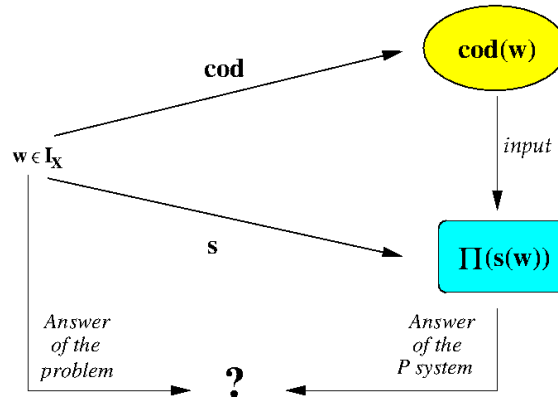 cod
cod(w)
w ∈ I_X
input
s
∏(s(w))
Answer
of the
problem
Answer
of the
P system
?